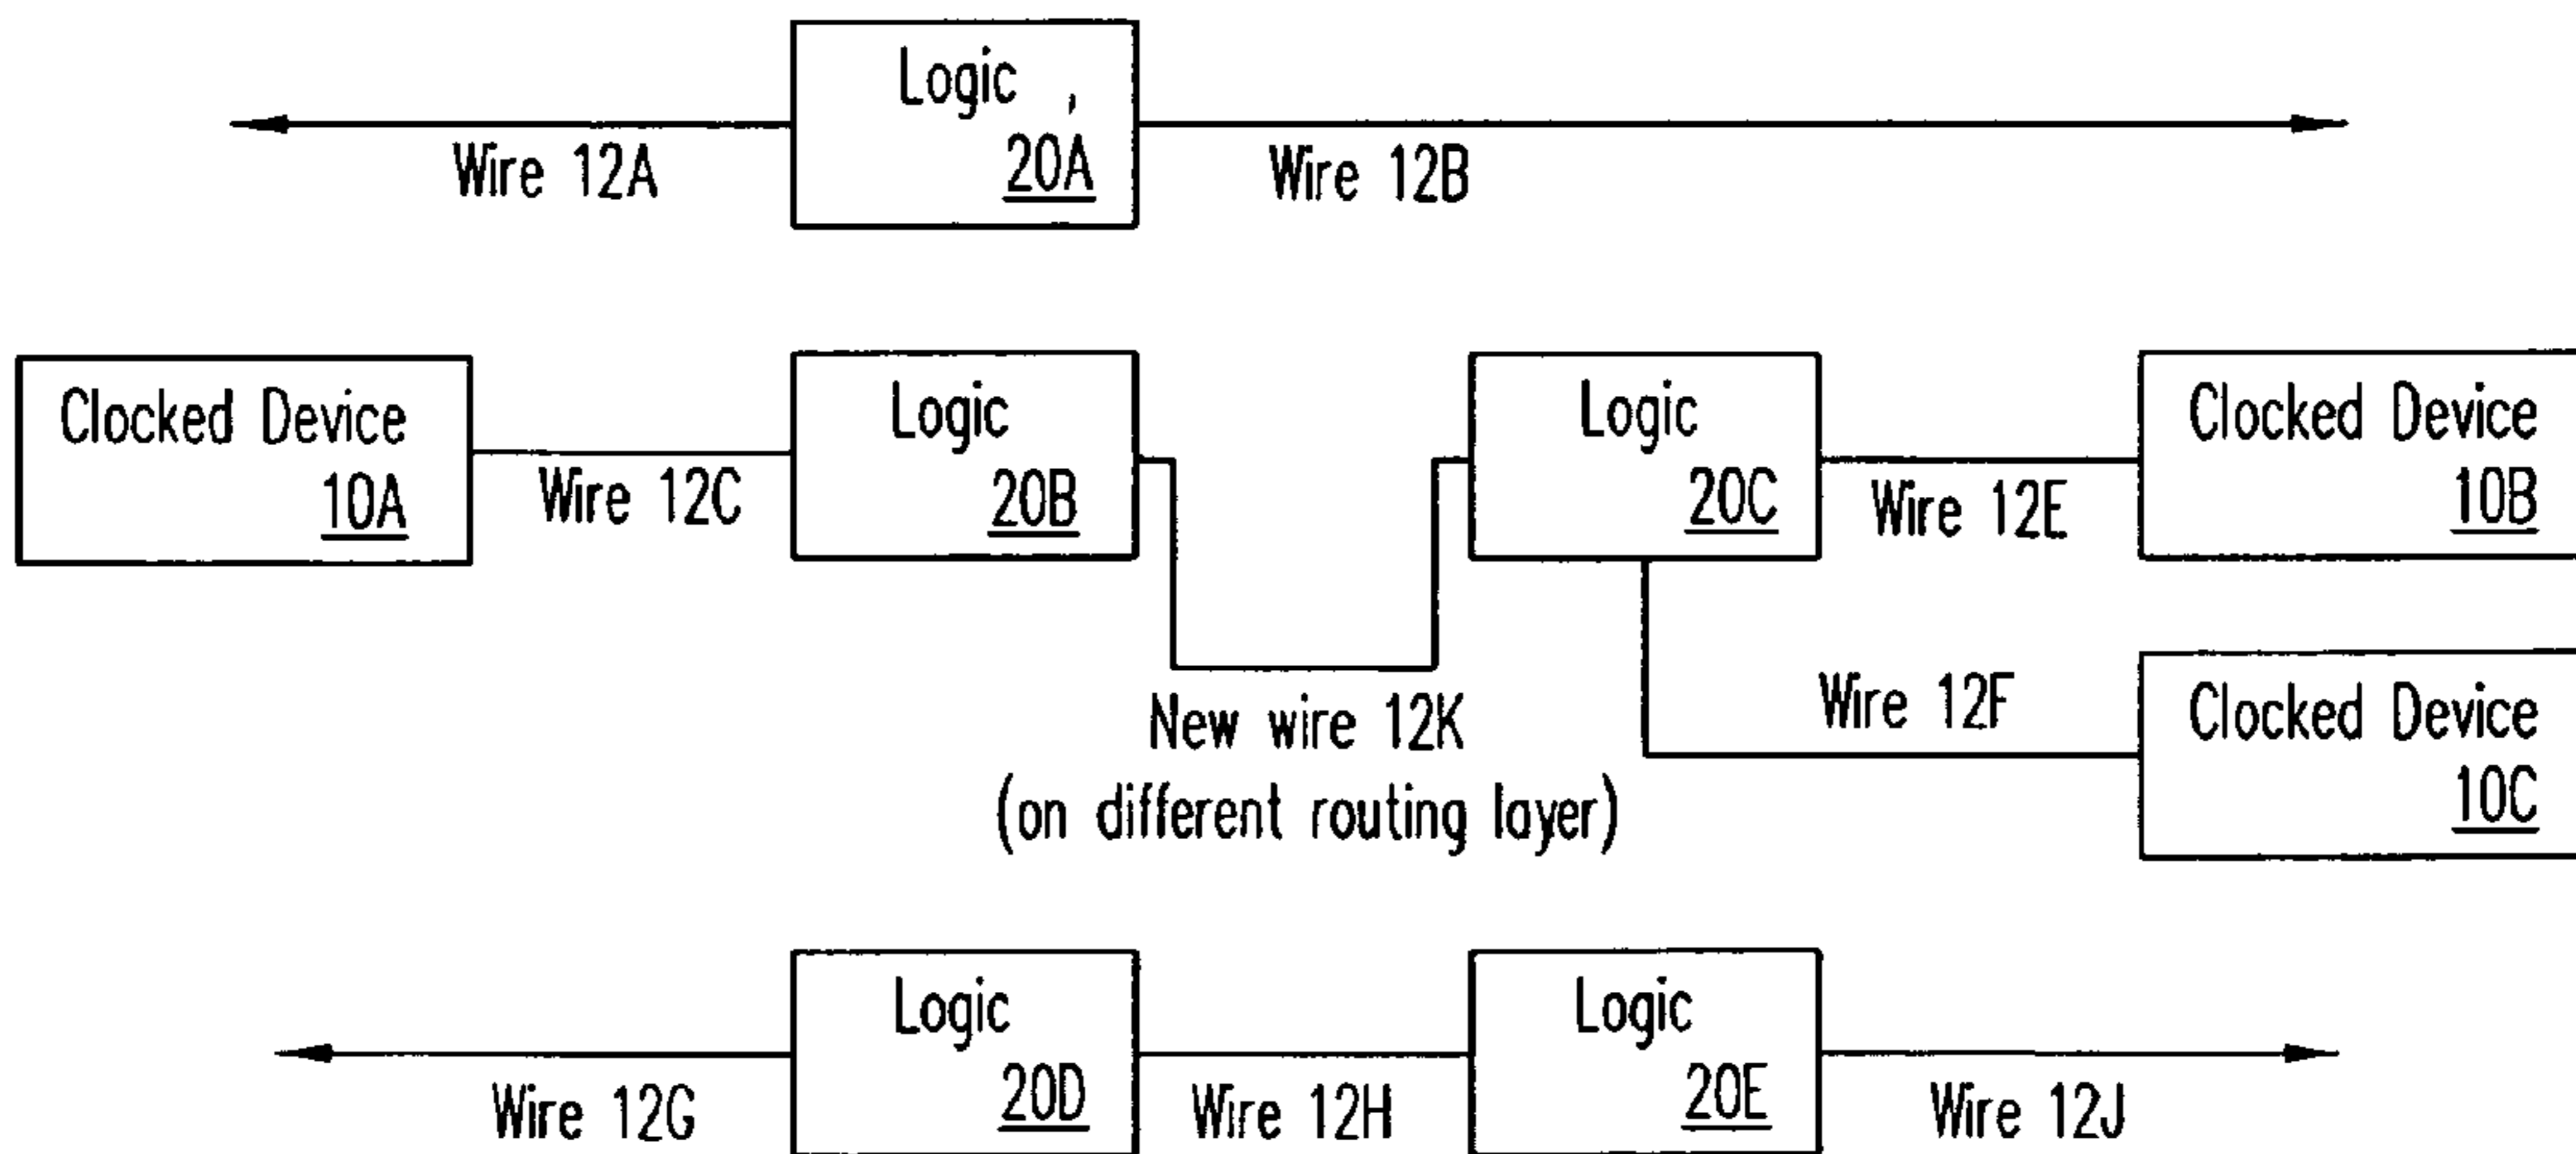 Logic ,
20A
Wire 12A
Wire 12B
Clocked Device
10A
Wire 12C
Logic
20B
Logic
20C
Wire 12E
Clocked Device
10B
New wire 12K
(on different routing layer)
Wire 12F
Clocked Device
10C
Logic
20D
Logic
20E
Wire 12G
Wire 12H
Wire 12J